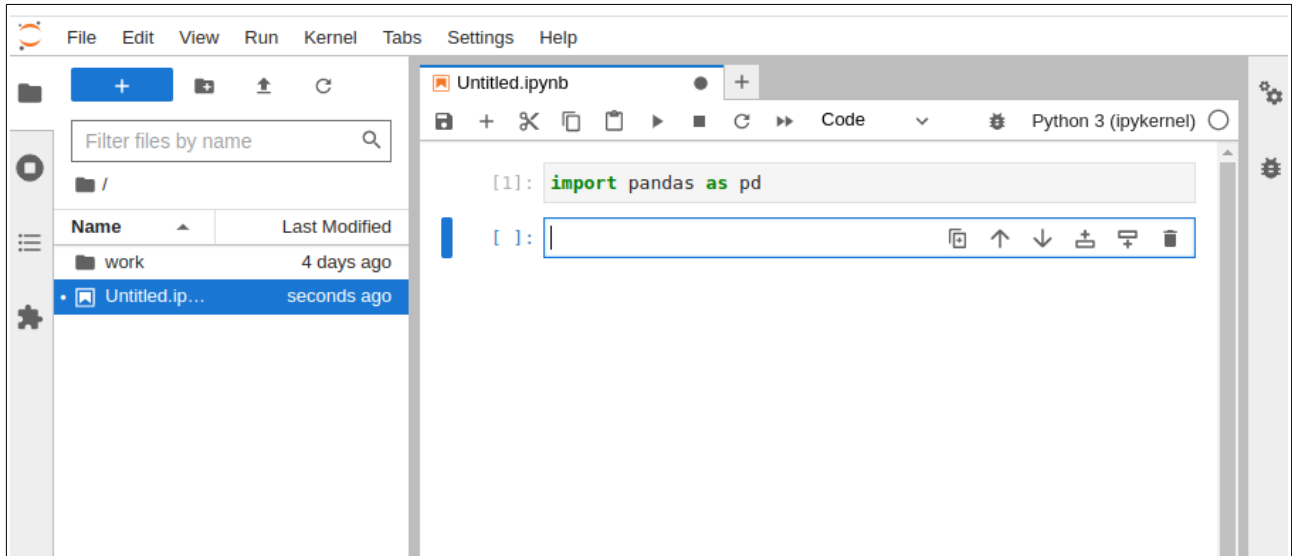 File Edit View Run Kernel Tabs Settings Help
Filter files by name
/
Name Last Modified
work 4 days ago
Untitled.ip... seconds ago
Untitled.ipynb
Code Python 3 (ipykernel)
[1]: import pandas as pd
[ ]: